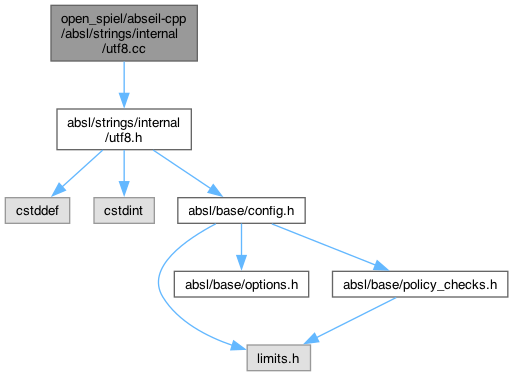 open_spiel/abseil-cpp
/absl/strings/internal
/utf8.cc
absl/strings/internal
/utf8.h
cstddef
cstdint
absl/base/config.h
absl/base/options.h
absl/base/policy_checks.h
limits.h